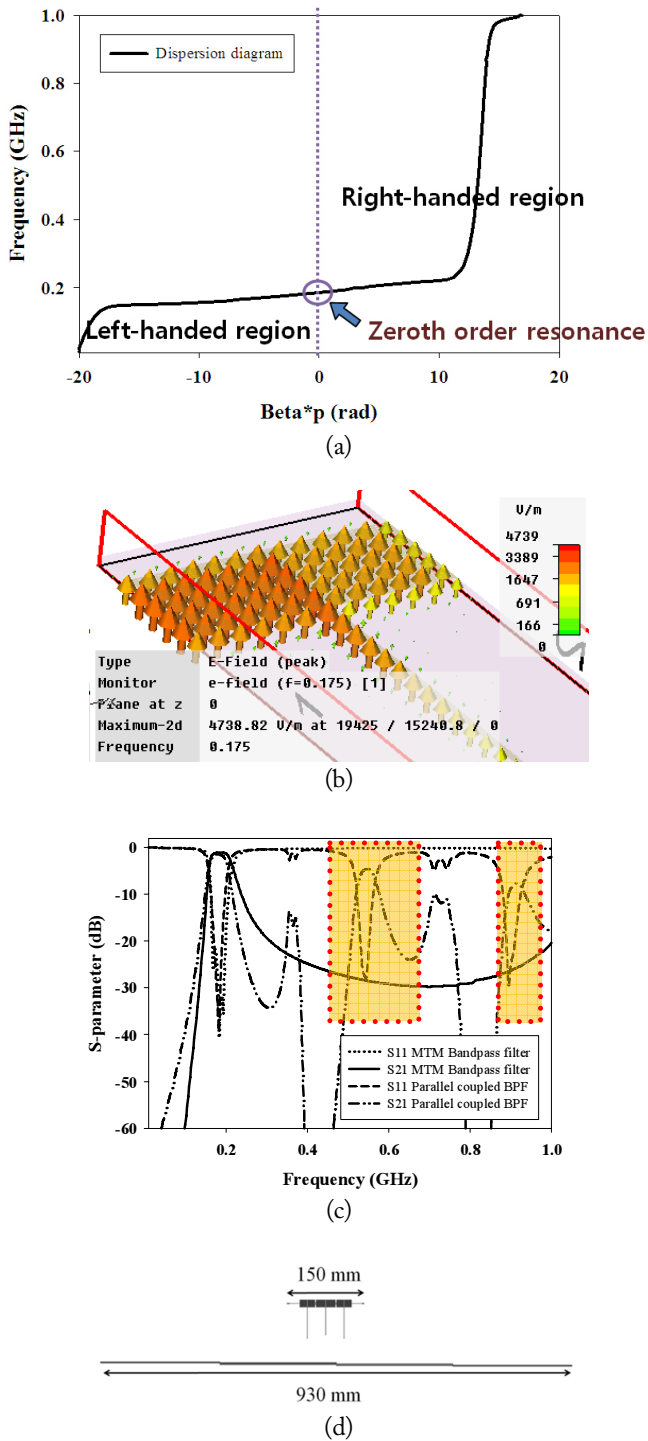 1.0
0.8
0.6
0.4
0.2
Frequency (GHz)
Dispersion diagram
Right-handed region
Left-handed region
Zeroth order resonance
-20
-10
0
10
20
Beta*p (rad)
(a)
V/m
4739
3389
1647
691
166
0
Type E-Field (peak)
Monitor e-field (f=0.175) [1]
Plane at z 0
Maximum-2d 4738.82 V/m at 19425 / 15240.8 / 0
Frequency 0.175
(b)
0
-10
-20
-30
-40
-50
-60
S-parameter (dB)
S11 MTM Bandpass filter
S21 MTM Bandpass filter
S11 Parallel coupled BPF
S21 Parallel coupled BPF
0.2
0.4
0.6
0.8
1.0
Frequency (GHz)
(c)
150 mm
930 mm
(d)